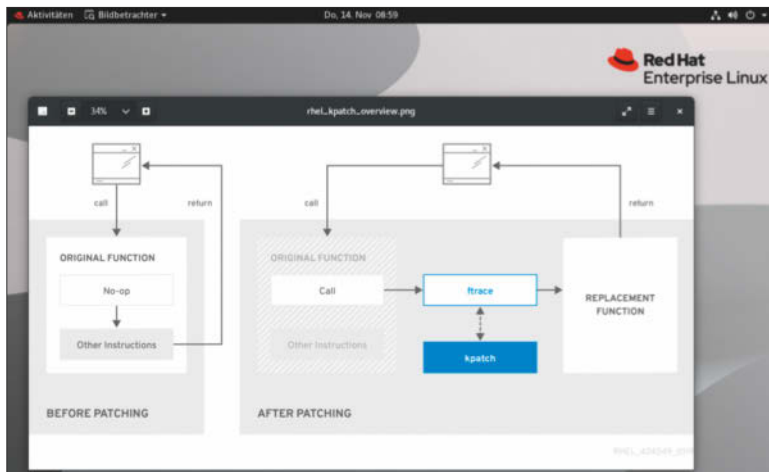 Aktivitäten Bildbetrachter Do, 14. Nov 08:59
Red Hat
Enterprise Linux
34% rhel_kpatch_overview.png
call return call return
ORIGINAL FUNCTION ORIGINAL FUNCTION
No-op Call ftrace
REPLACEMENT
FUNCTION
Other Instructions Other Instructions kpatch
BEFORE PATCHING AFTER PATCHING